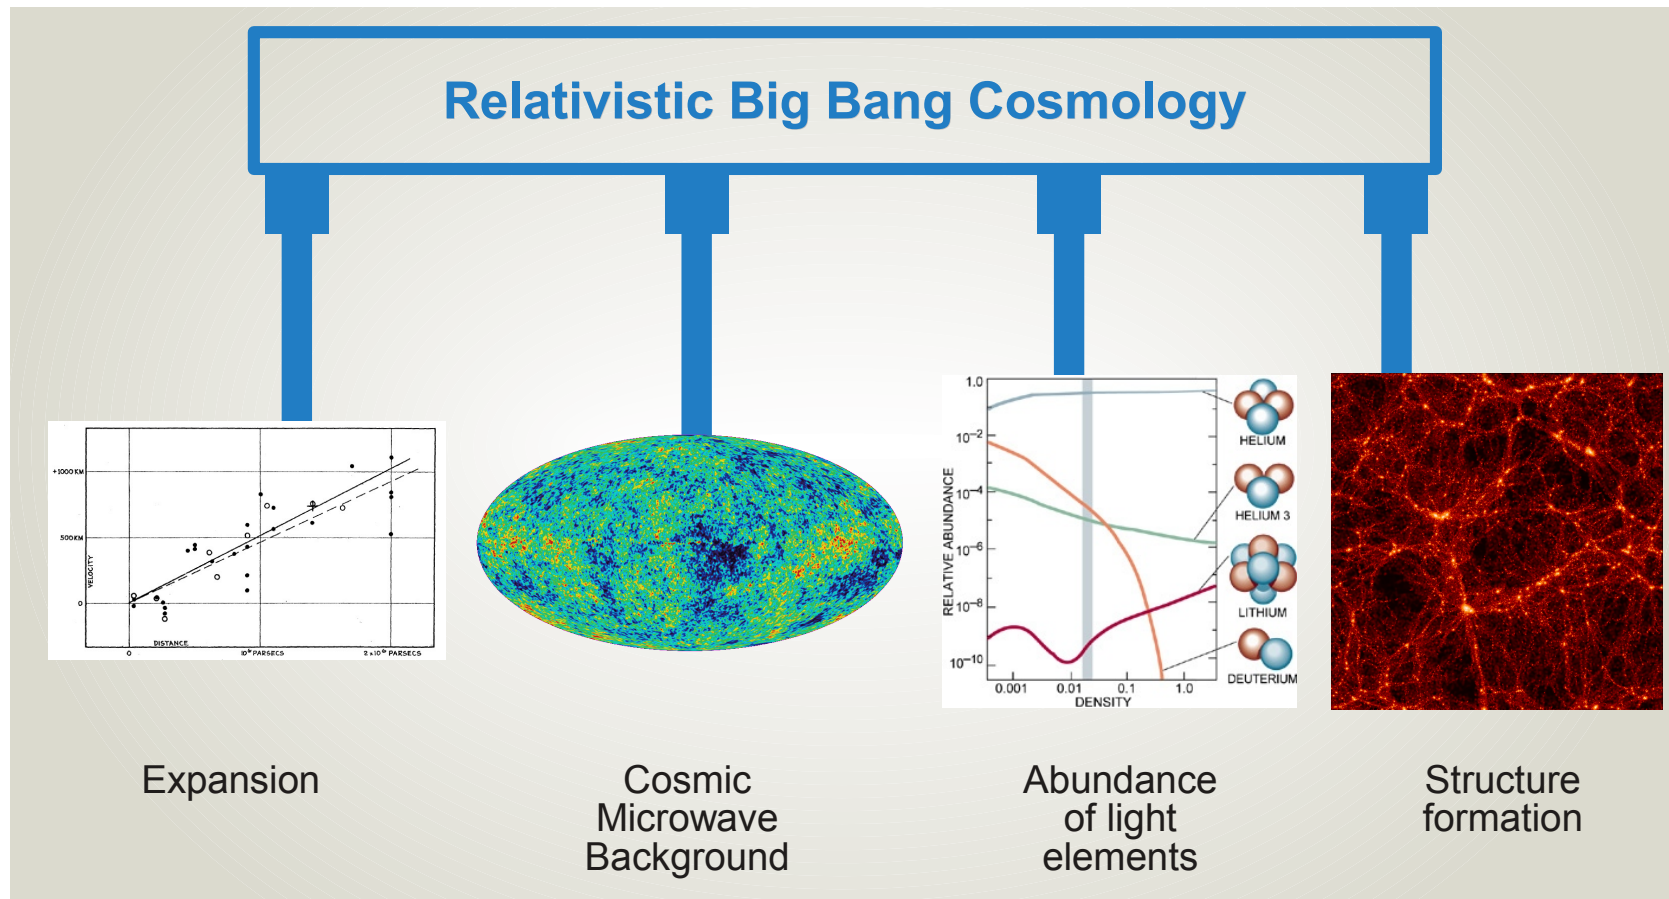 Relativistic Big Bang Cosmology
+1000 KM
500 KM
0
VELOCITY
DISTANCE
0
10⁶ PARSECS
2 x 10⁶ PARSECS
1.0
10⁻²
10⁻⁴
10⁻⁶
10⁻⁸
10⁻¹⁰
RELATIVE ABUNDANCE
0.001
0.01
0.1
1.0
DENSITY
HELIUM
HELIUM 3
LITHIUM
DEUTERIUM
Expansion
Cosmic
Microwave
Background
Abundance
of light
elements
Structure
formation